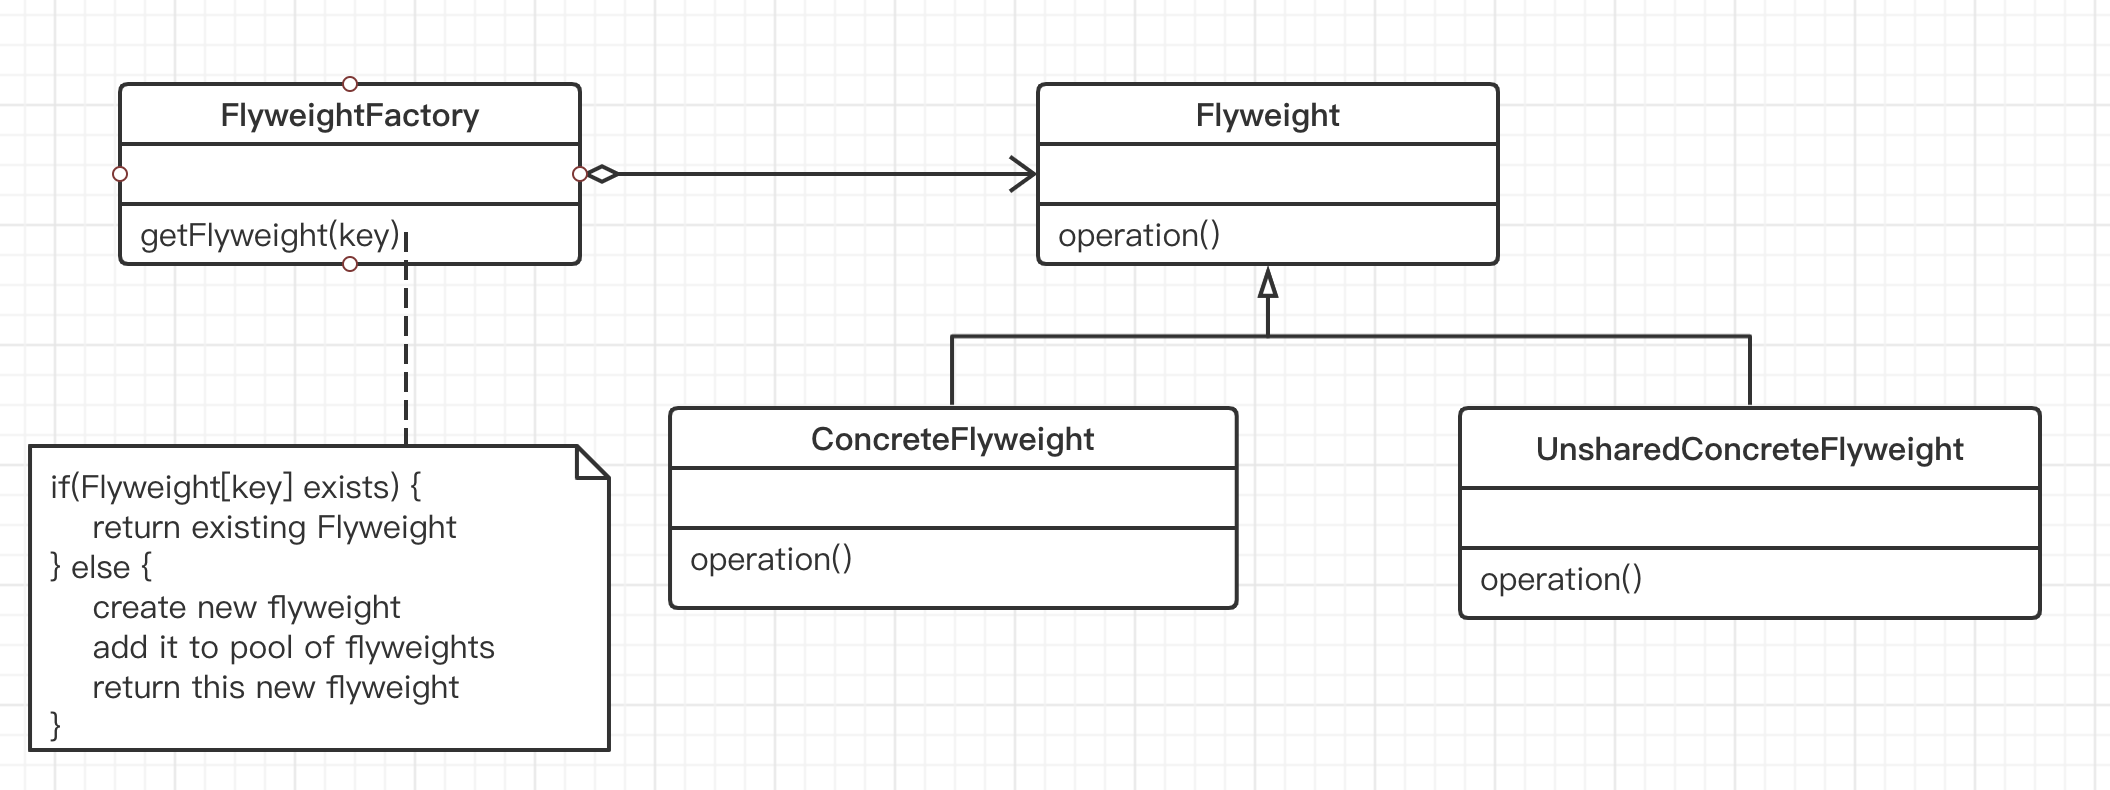 FlyweightFactory
getFlyweight(key)
Flyweight
operation()
if(Flyweight[key] exists) {
return existing Flyweight
} else {
create new flyweight
add it to pool of flyweights
return this new flyweight
}
ConcreteFlyweight
operation()
UnsharedConcreteFlyweight
operation()